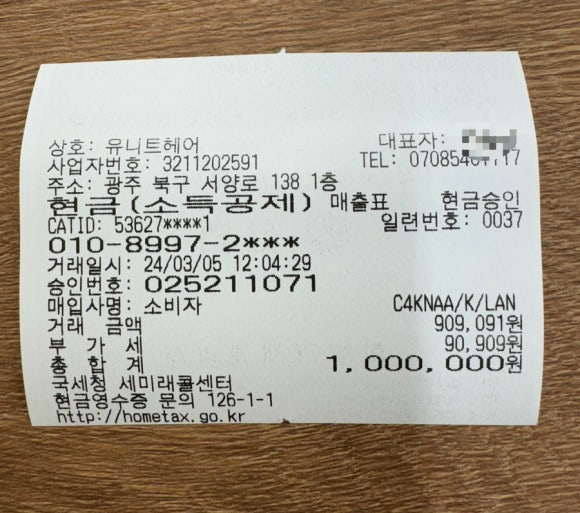 상호: 유니트헤어 대표자:
사업자번호: 3211202591 TEL:
주소: 광주 북구 서양로 138 1층
현금(소득공제) 매출표 현금승인
CATID: 53627****1 일련번호: 0037
010-8997-2***
거래일시: 24/03/05 12:04:29
승인번호: 025211071
매입사명: 소비자 C4KNAA/K/LAN
거래 금액 909,091원
부 가 세 90,909원
총 합 계 1,000,000원
국세청 세미래콜센터
현금영수증 문의 126-1-1
http://hometax.go.kr